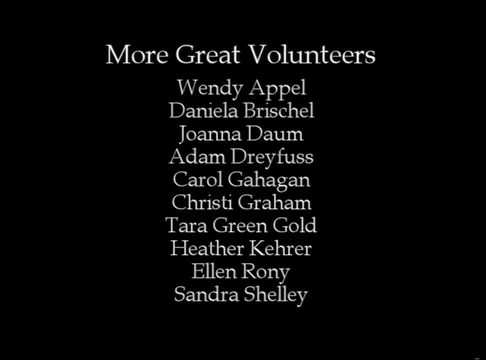 More Great Volunteers
Wendy Appel
Daniela Brischel
Joanna Daum
Adam Dreyfuss
Carol Gahagan
Christi Graham
Tara Green Gold
Heather Kehrer
Ellen Rony
Sandra Shelley